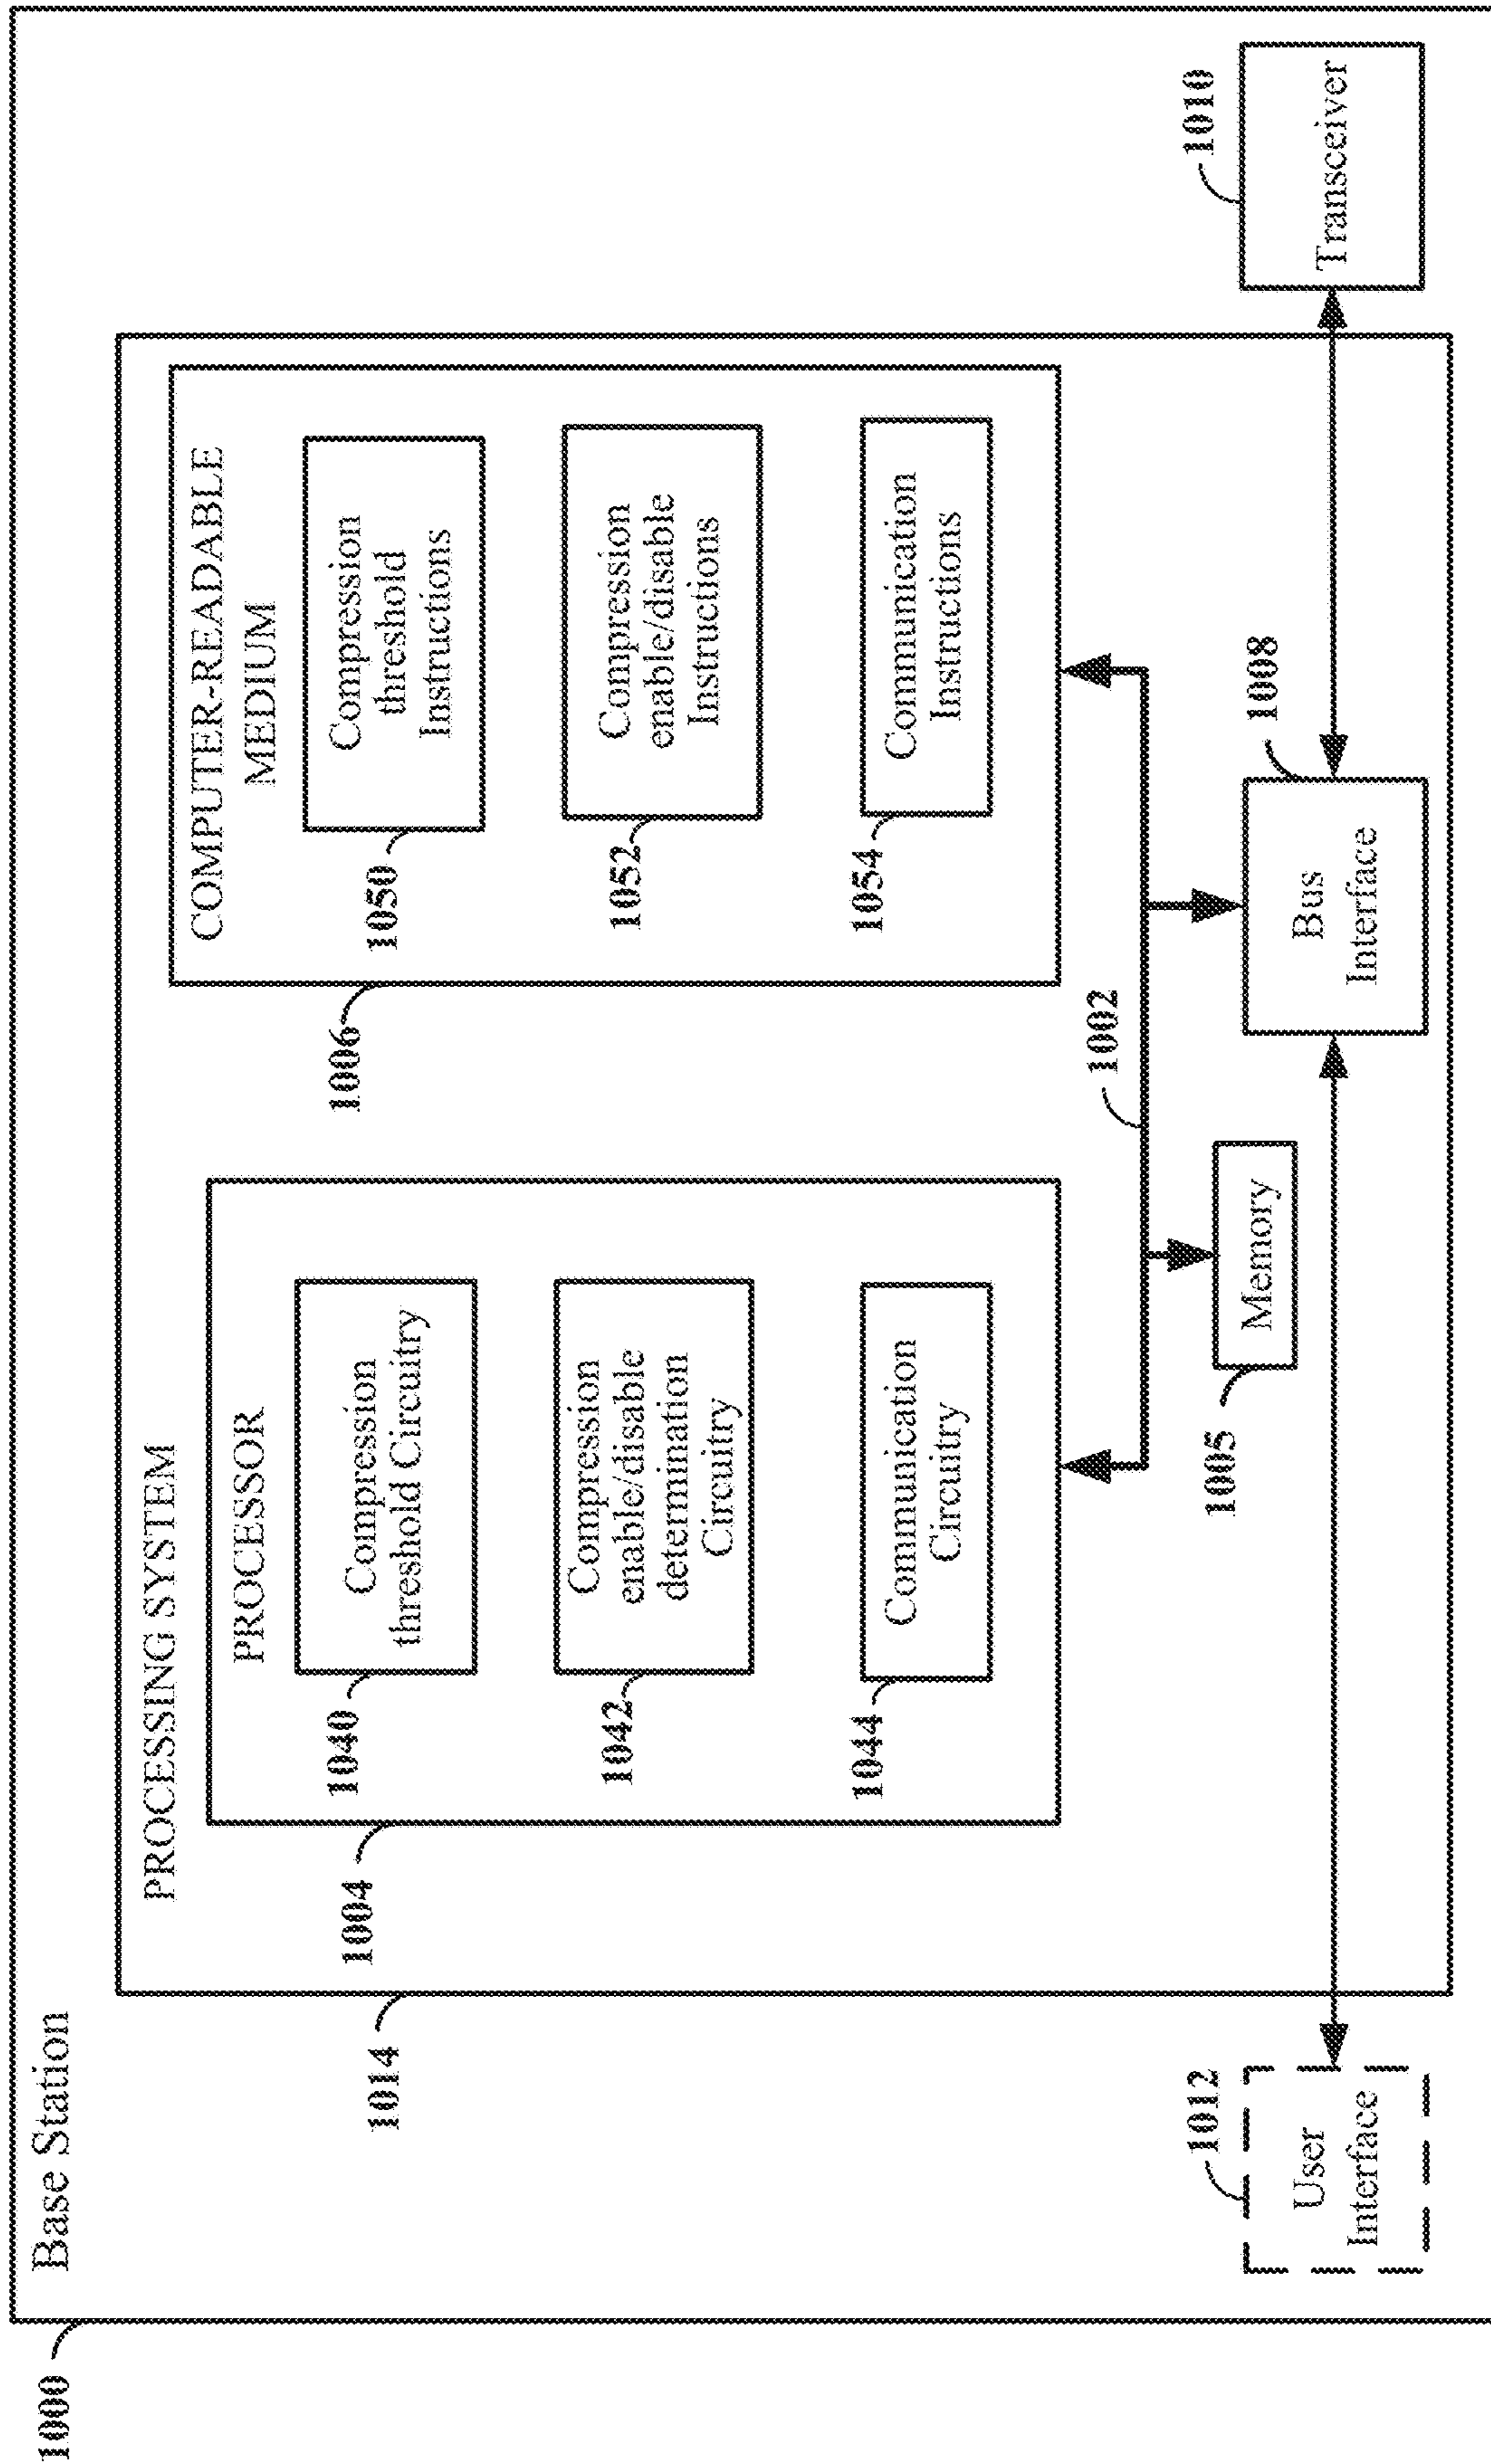 1000
Base Station
1014
PROCESSING SYSTEM
1004
PROCESSOR
1040
Compression
threshold Circuitry
1042
Compression
enable/disable
determination
Circuitry
1044
Communication
Circuitry
1006
COMPUTER-READABLE
MEDIUM
1050
Compression
threshold
Instructions
1052
Compression
enable/disable
Instructions
1054
Communication
Instructions
1002
1005
Memory
1008
Bus
Interface
1012
User
Interface
1010
Transceiver